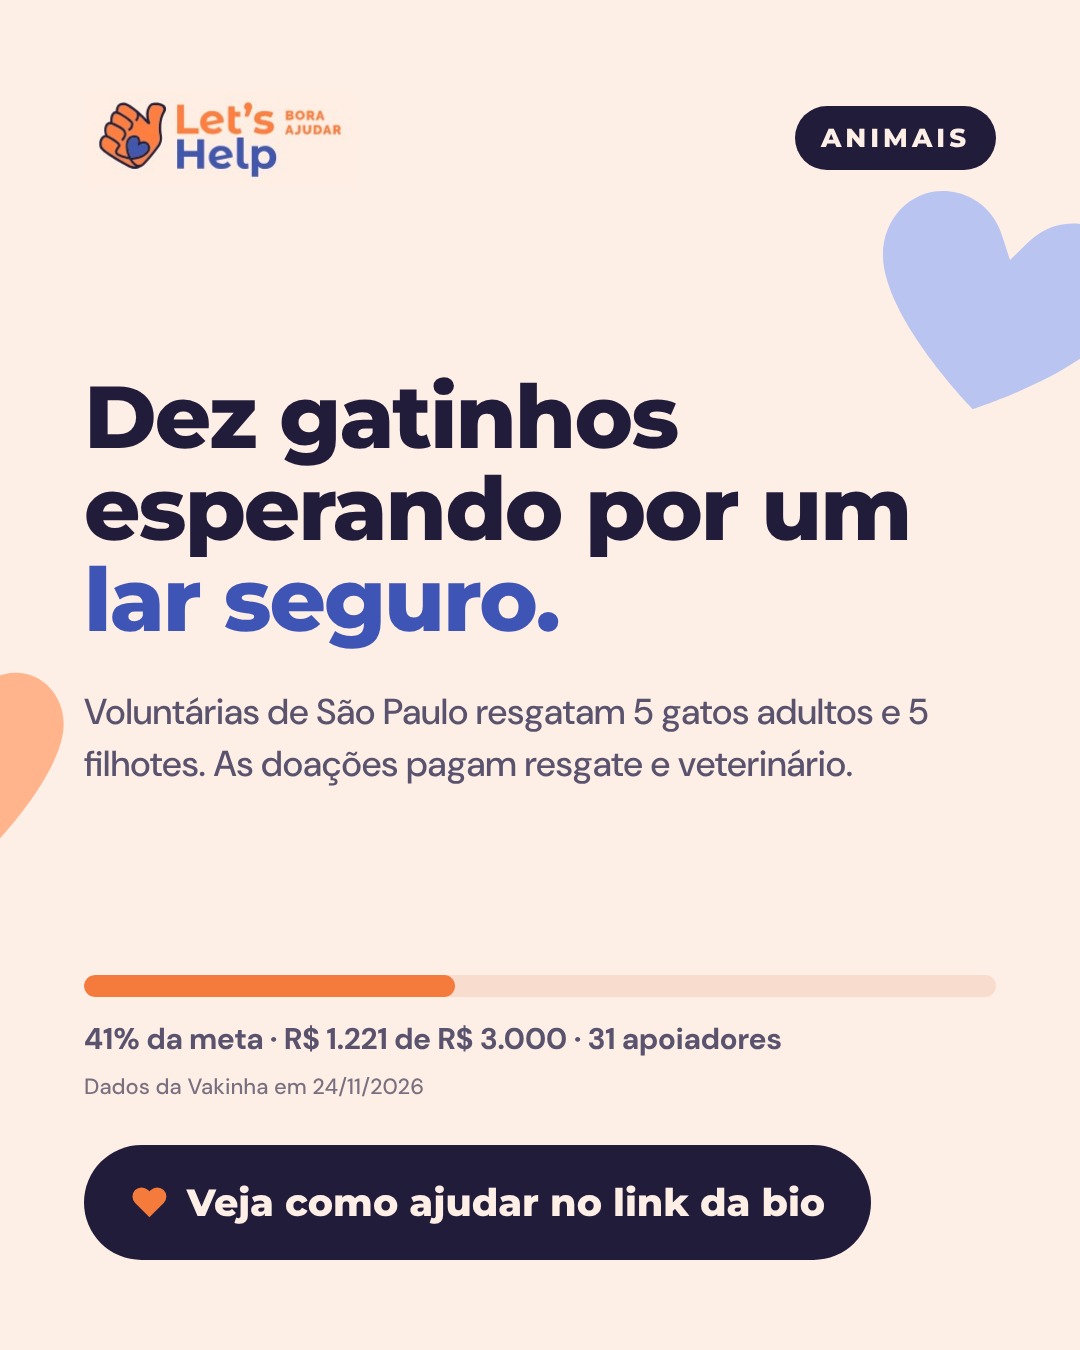 Let's
Help
BORA
AJUDAR
ANIMAIS
Dez gatinhos
esperando por um
lar seguro.
Voluntárias de São Paulo resgatam 5 gatos adultos e 5
filhotes. As doações pagam resgate e veterinário.
41% da meta · R$ 1.221 de R$ 3.000 · 31 apoiadores
Dados da Vakinha em 24/11/2026
Veja como ajudar no link da bio